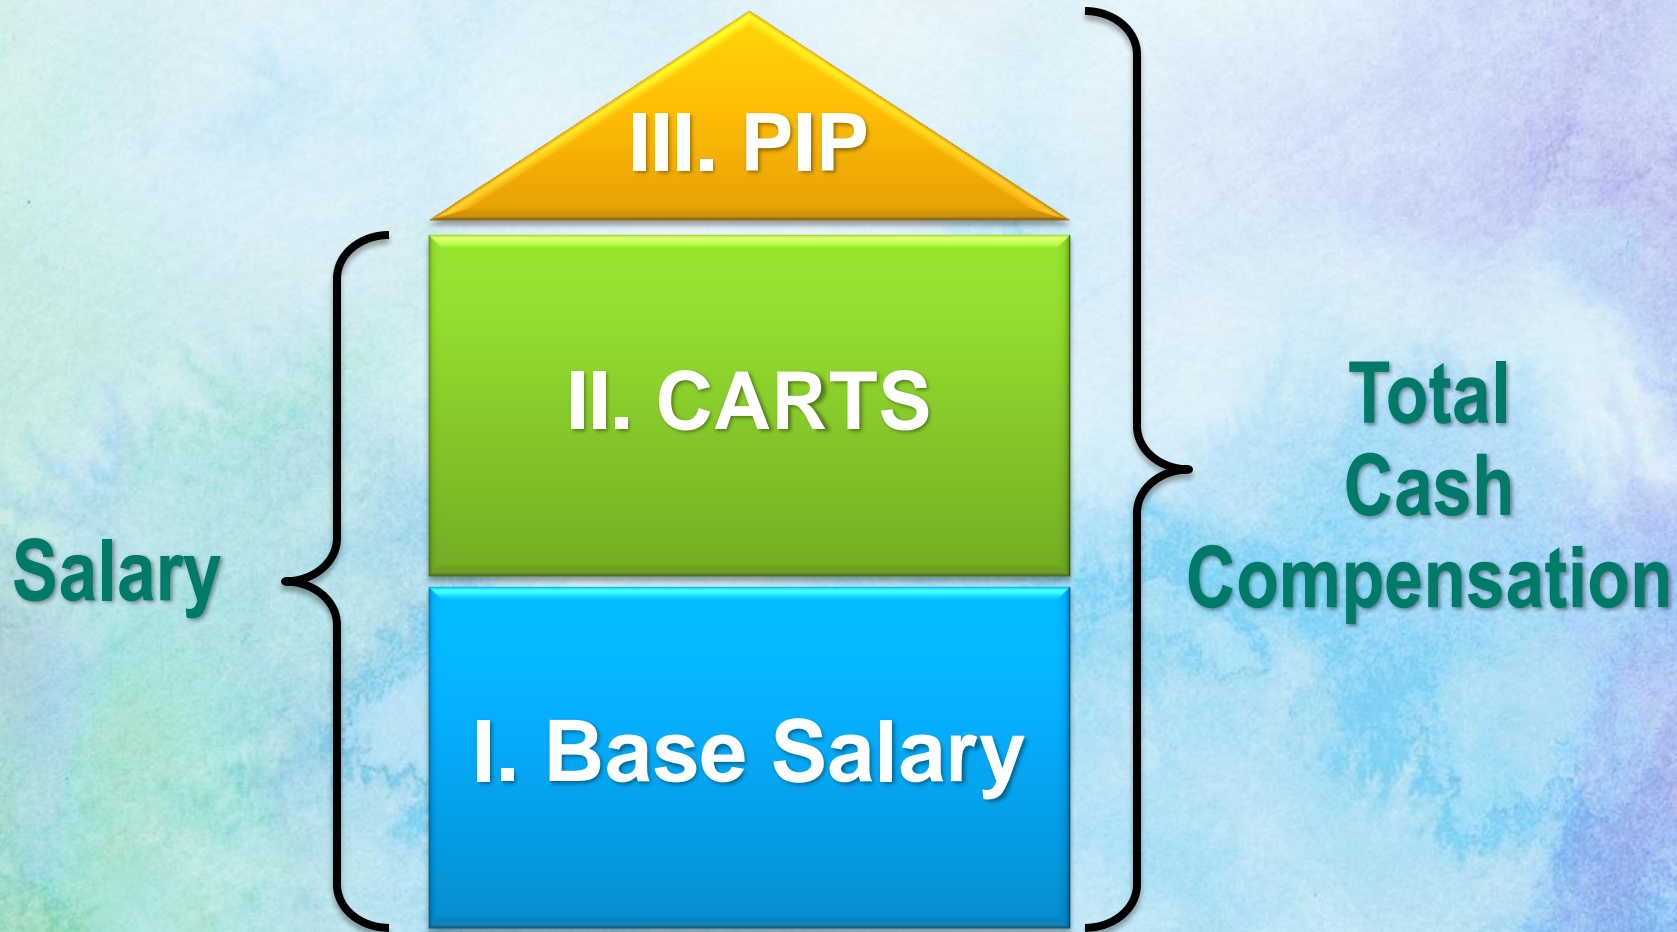 III. PIP
II. CARTS
I. Base Salary
Salary
Total
Cash
Compensation